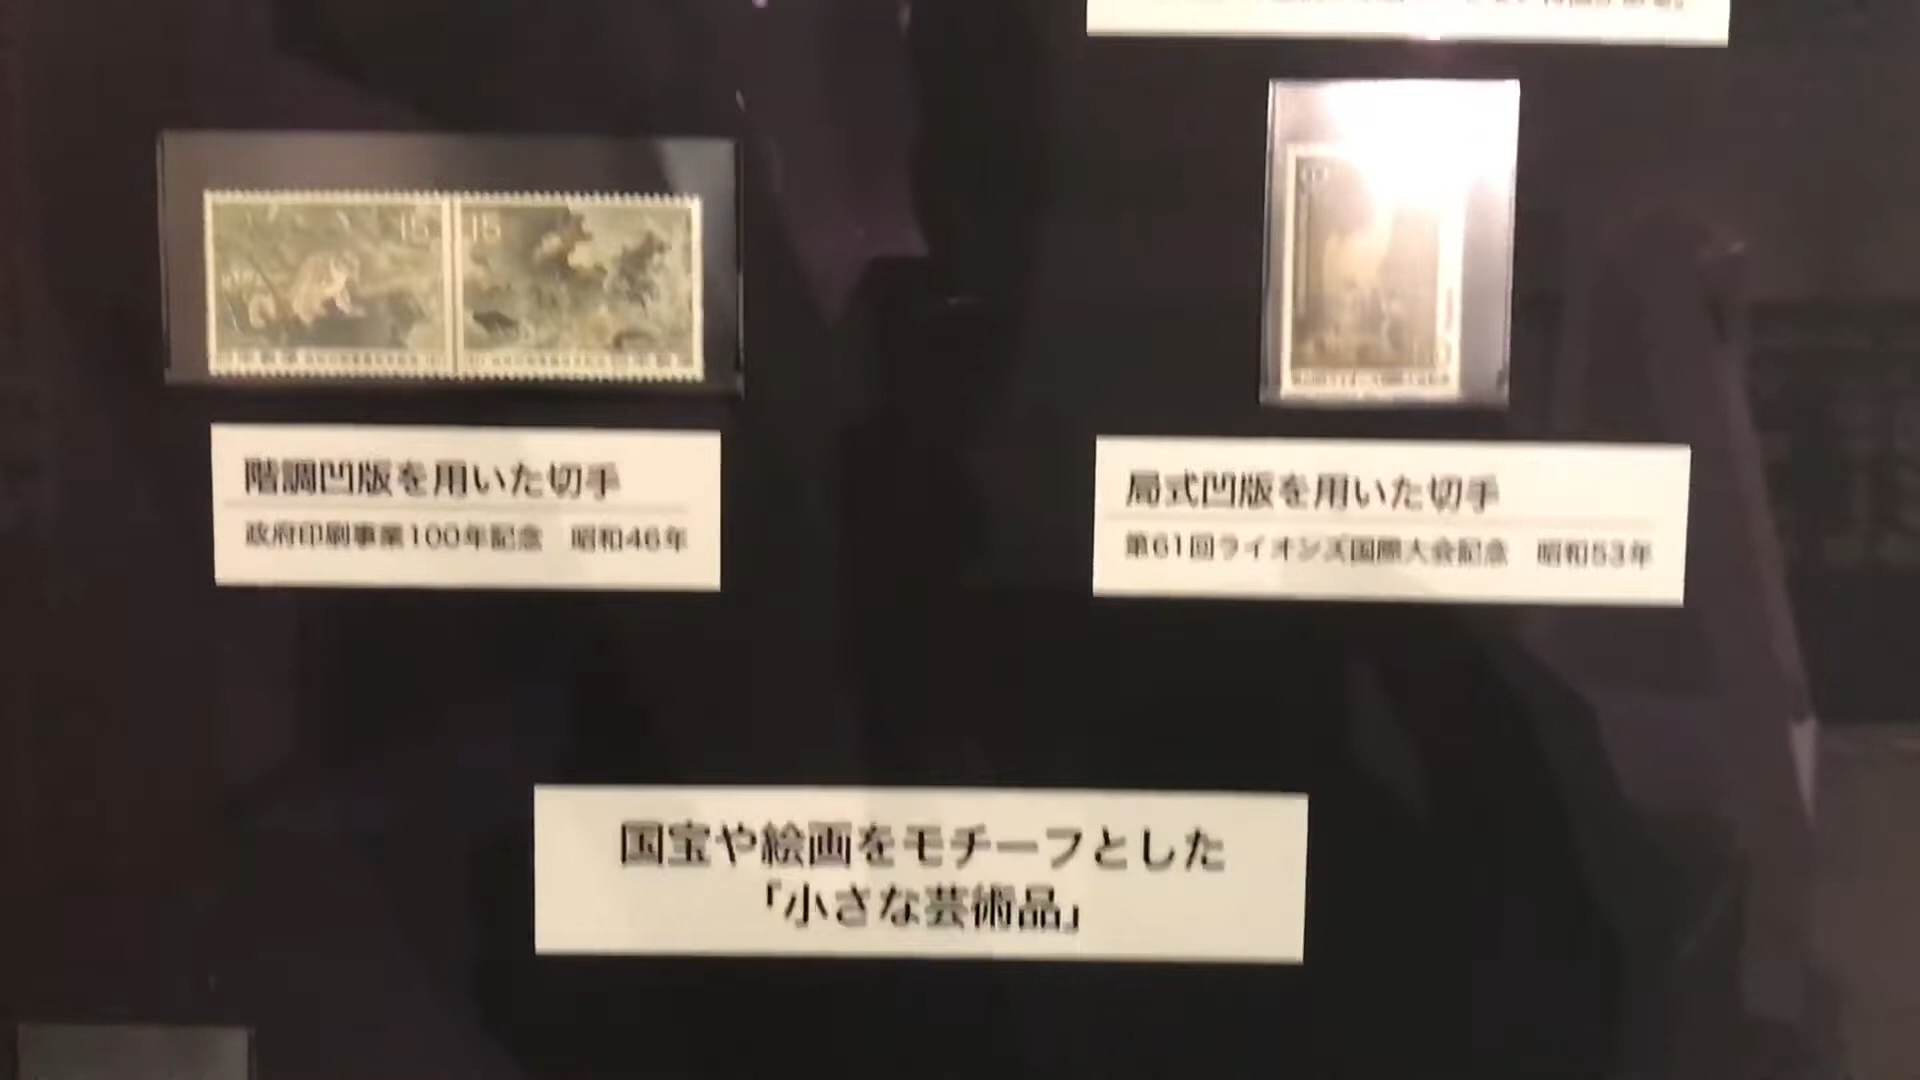 15
15
階調凹版を用いた切手
政府印刷事業100年記念 昭和46年
局式凹版を用いた切手
第61回ライオンズ国際大会記念 昭和53年
国宝や絵画をモチーフとした
「小さな芸術品」